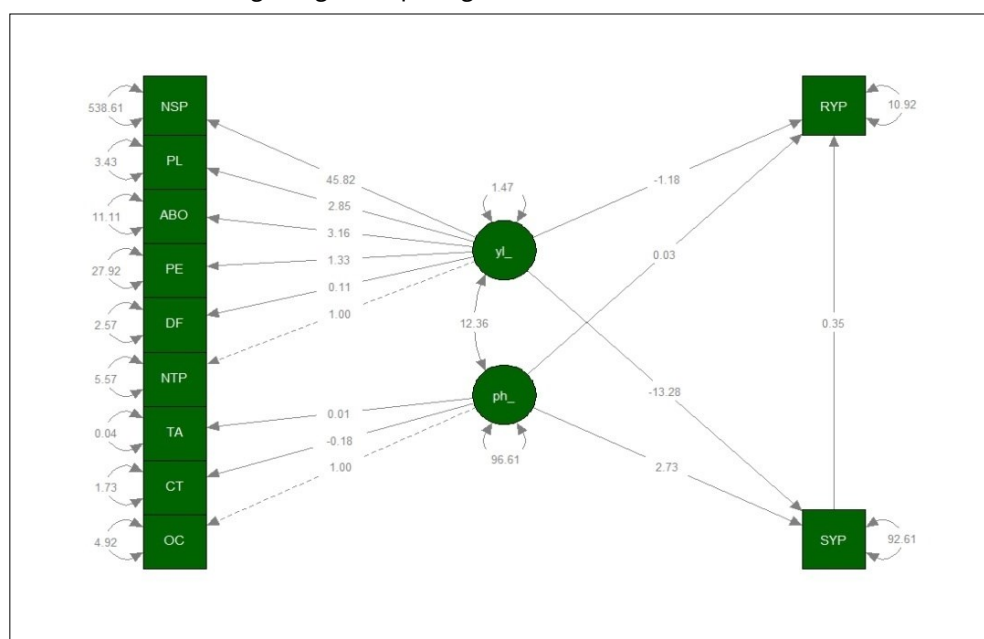 538.61
NSP
3.43
PL
11.11
ABO
27.92
PE
2.57
DF
5.57
NTP
0.04
TA
1.73
CT
4.92
OC
45.82
2.85
3.16
1.33
0.11
1.00
0.01
-0.18
1.00
1.47
yl_
12.36
ph_
96.61
-1.18
0.03
-13.28
2.73
RYP
10.92
0.35
SYP
92.61